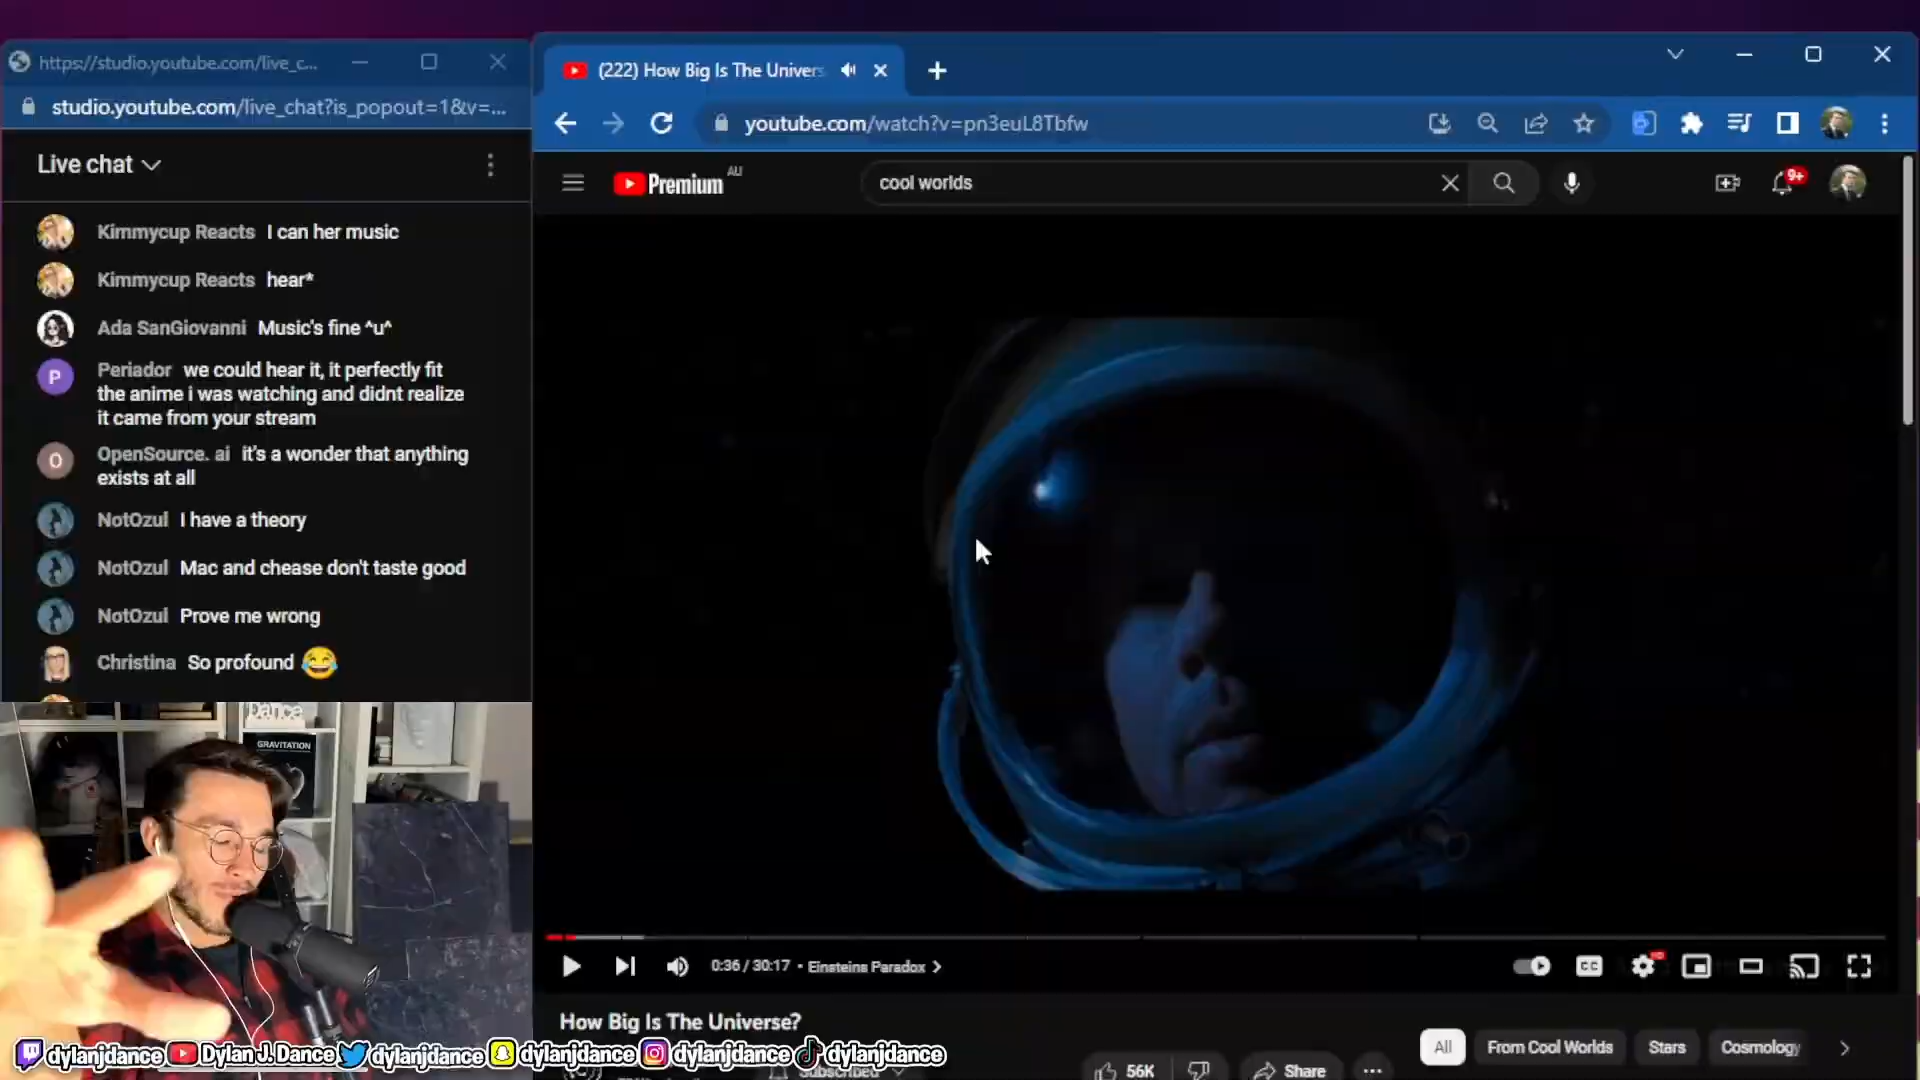 https://studio.youtube.com/live_c...
studio.youtube.com/live_chat?is_popout=1&v=...
Live chat
Kimmycup Reacts I can her music
Kimmycup Reacts hear*
Ada SanGiovanni Music's fine ^u^
P
Periador we could hear it, it perfectly fit
the anime i was watching and didnt realize
it came from your stream
O
OpenSource. ai it's a wonder that anything
exists at all
NotOzul I have a theory
NotOzul Mac and chease don't taste good
NotOzul Prove me wrong
Christina So profound 😂
(222) How Big Is The Univers
youtube.com/watch?v=pn3euL8Tbfw
Premium AU
cool worlds
9+
0:36 / 30:17 • Einsteins Paradox
CC
HD
How Big Is The Universe?
Subscribed
56K
Share
All
From Cool Worlds
Stars
Cosmology
Dance
GRAVITATION
dylanjdance
Dylan J. Dance
dylanjdance
dylanjdance
dylanjdance
dylanjdance